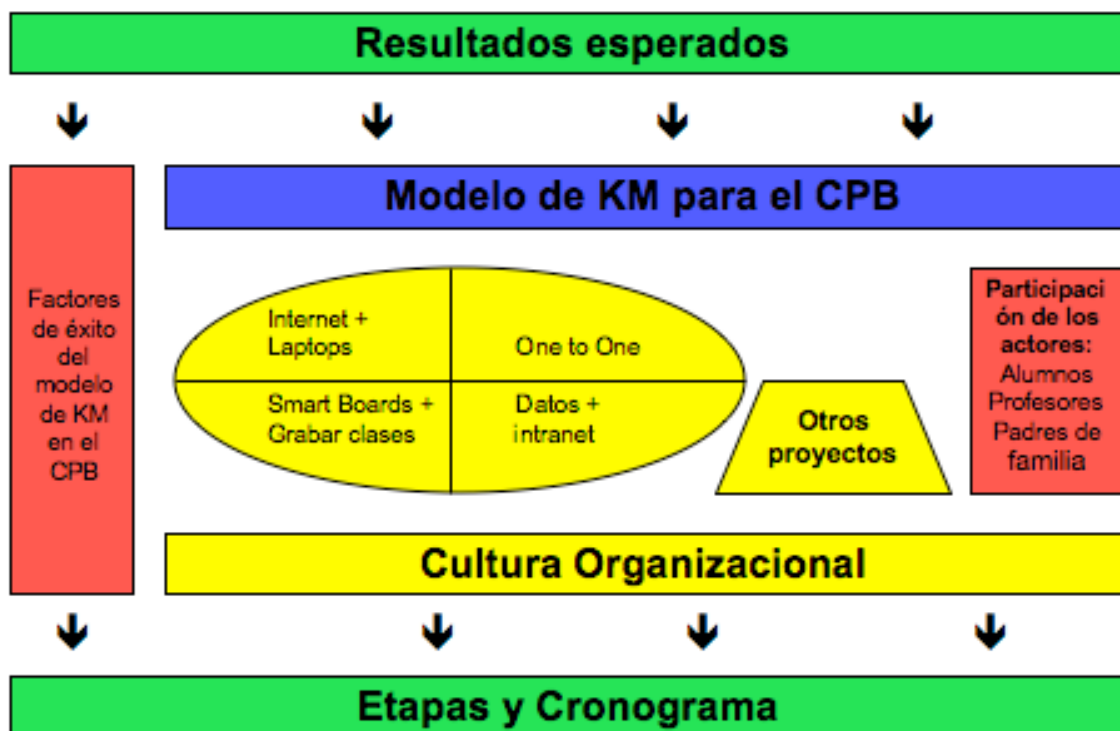 Resultados esperados
Modelo de KM para el CPB
Factores
de éxito
del
modelo
de KM
en el
CPB
Internet +
Laptops
One to One
Smart Boards +
Grabar clases
Datos +
intranet
Otros
proyectos
Participaci
ón de los
actores:
Alumnos
Profesores
Padres de
familia
Cultura Organizacional
Etapas y Cronograma